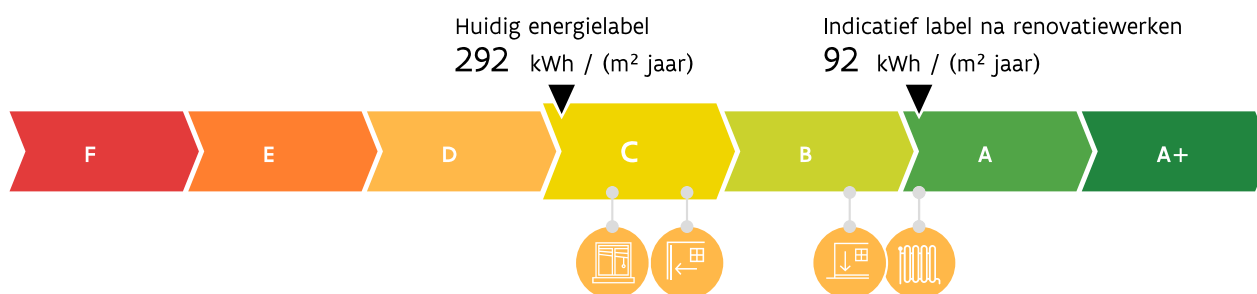 Huidig energielabel
292 kWh / (m² jaar)
Indicatief label na renovatiewerken
92 kWh / (m² jaar)
F
E
D
C
B
A
A+